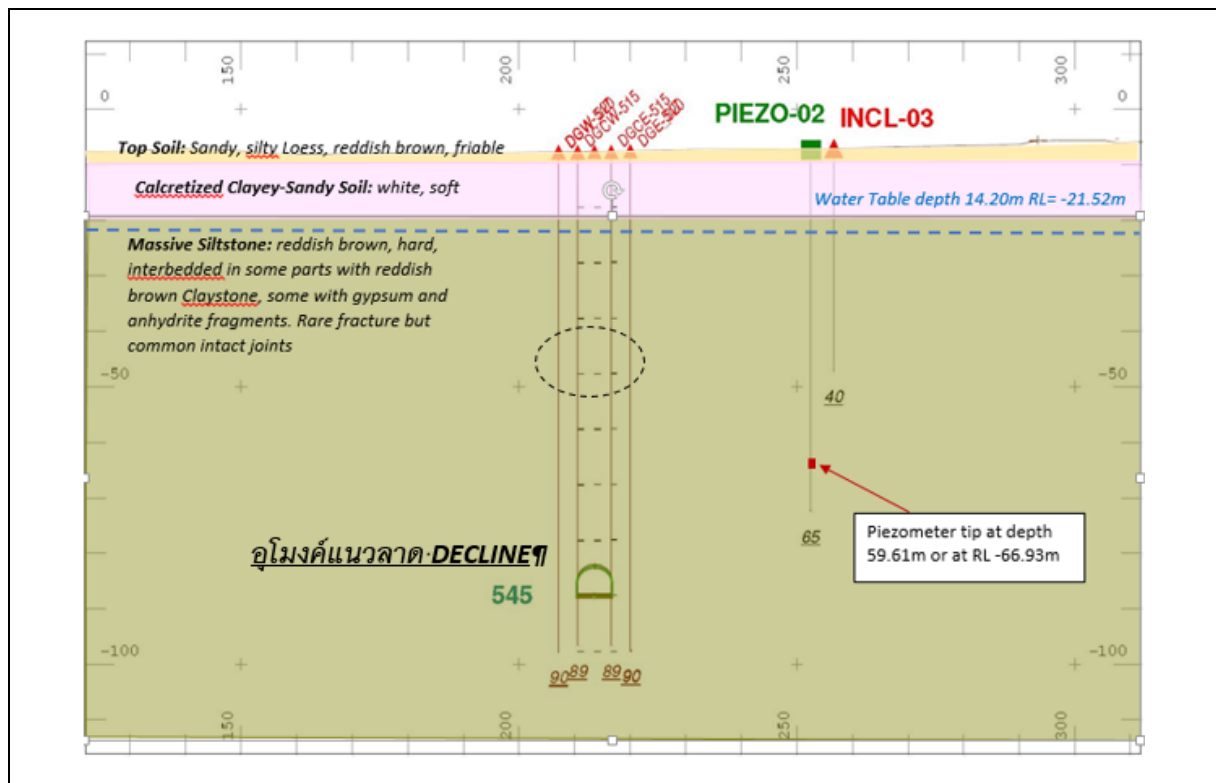 150
200
250
300
0
0
DGW-
DGCW-515
DGCE-515
DGE-
PIEZO-02
INCL-03
Top Soil: Sandy, silty Loess, reddish brown, friable
Calcretized Clayey-Sandy Soil: white, soft
Water Table depth 14.20m RL= -21.52m
Massive Siltstone: reddish brown, hard,
interbedded in some parts with reddish
brown Claystone, some with gypsum and
anhydrite fragments. Rare fracture but
common intact joints
-50
-50
40
65
Piezometer tip at depth
59.61m or at RL -66.93m
อุโมงค์แนวลาด·DECLINE¶
545
-100
-100
90
89
89
90
150
200
250
300